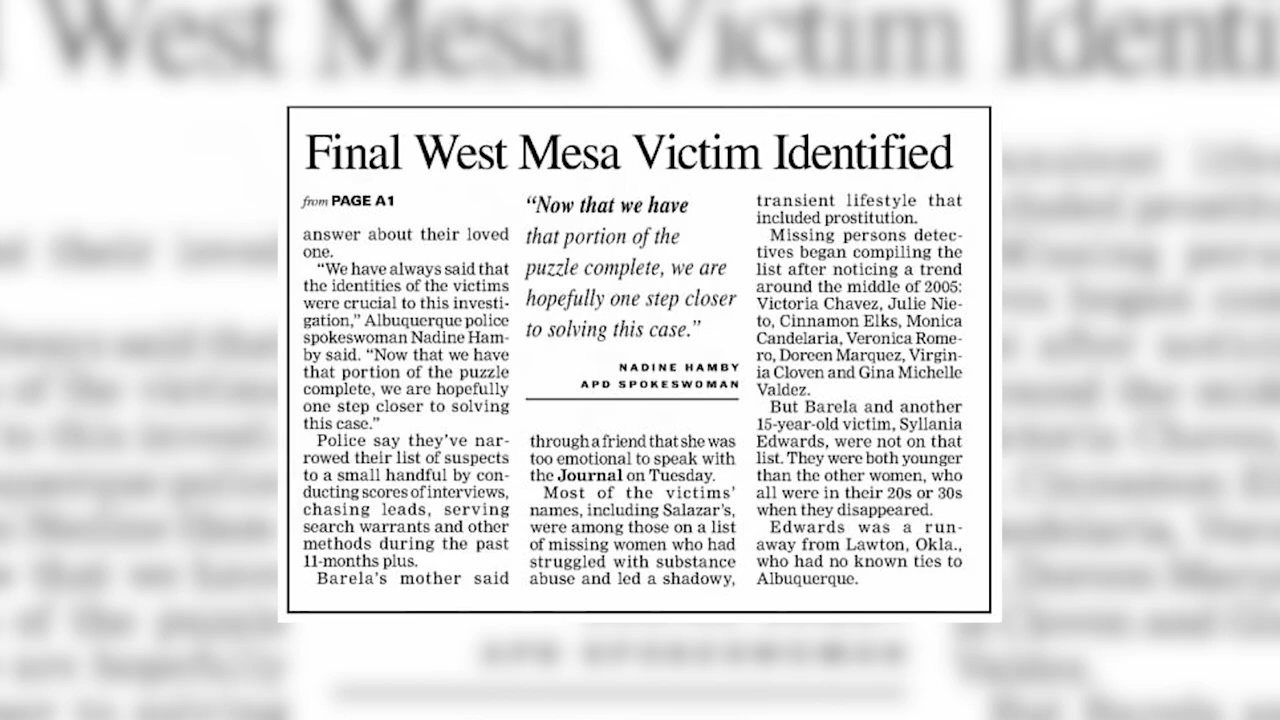 West Mesa Victim Identi
Final West Mesa Victim Identified
from PAGE A1
answer about their loved
one.
“We have always said that
the identities of the victims
were crucial to this investi-
gation,” Albuquerque police
spokeswoman Nadine Ham-
by said. “Now that we have
that portion of the puzzle
complete, we are hopefully
one step closer to solving
this case.”
Police say they’ve nar-
rowed their list of suspects
to a small handful by con-
ducting scores of interviews,
chasing leads, serving
search warrants and other
methods during the past
11-months plus.
Barela’s mother said
“Now that we have
that portion of the
puzzle complete, we are
hopefully one step closer
to solving this case.”
NADINE HAMBY
APD SPOKESWOMAN
through a friend that she was
too emotional to speak with
the Journal on Tuesday.
Most of the victims’
names, including Salazar’s,
were among those on a list
of missing women who had
struggled with substance
abuse and led a shadowy,
transient lifestyle that
included prostitution.
Missing persons detec-
tives began compiling the
list after noticing a trend
around the middle of 2005:
Victoria Chavez, Julie Nie-
to, Cinnamon Elks, Monica
Candelaria, Veronica Rome-
ro, Doreen Marquez, Virgin-
ia Cloven and Gina Michelle
Valdez.
But Barela and another
15-year-old victim, Syllania
Edwards, were not on that
list. They were both younger
than the other women, who
all were in their 20s or 30s
when they disappeared.
Edwards was a run-
away from Lawton, Okla.,
who had no known ties to
Albuquerque.
APD SPOKESWOMAN